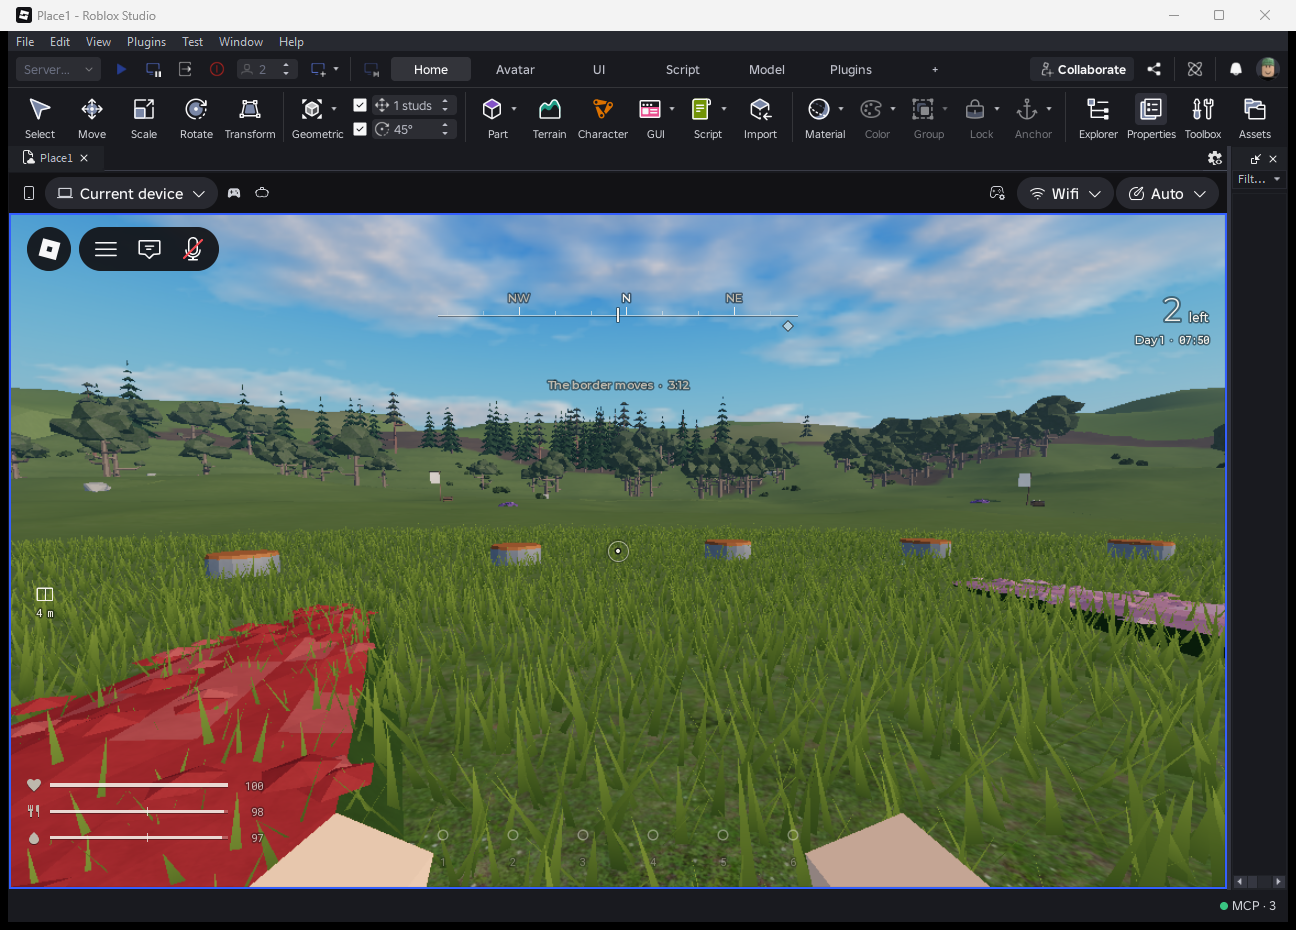 Place1 - Roblox Studio
File Edit View Plugins Test Window Help
Server... 2 Home Avatar UI Script Model Plugins + Collaborate
1 studs
45°
Select Move Scale Rotate Transform Geometric Part Terrain Character GUI Script Import Material Color Group Lock Anchor Explorer Properties Toolbox Assets
Place1
Filt...
Current device Wifi Auto
NW N NE
2 left
Day 1 · 07:50
The border moves · 3:12
4 m
100
98
97
1 2 3 4 5 6
MCP · 3